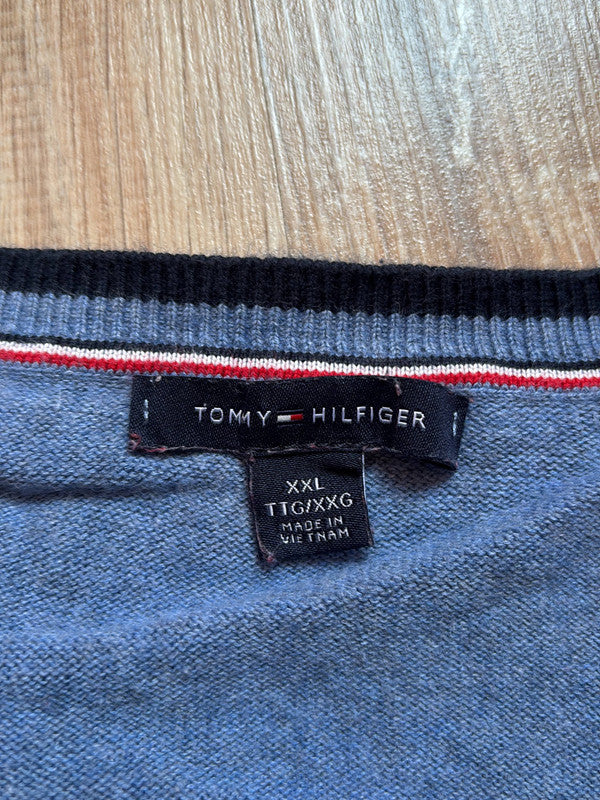 TOMMY HILFIGER
XXL
TTG/XXG
MADE IN
VIETNAM